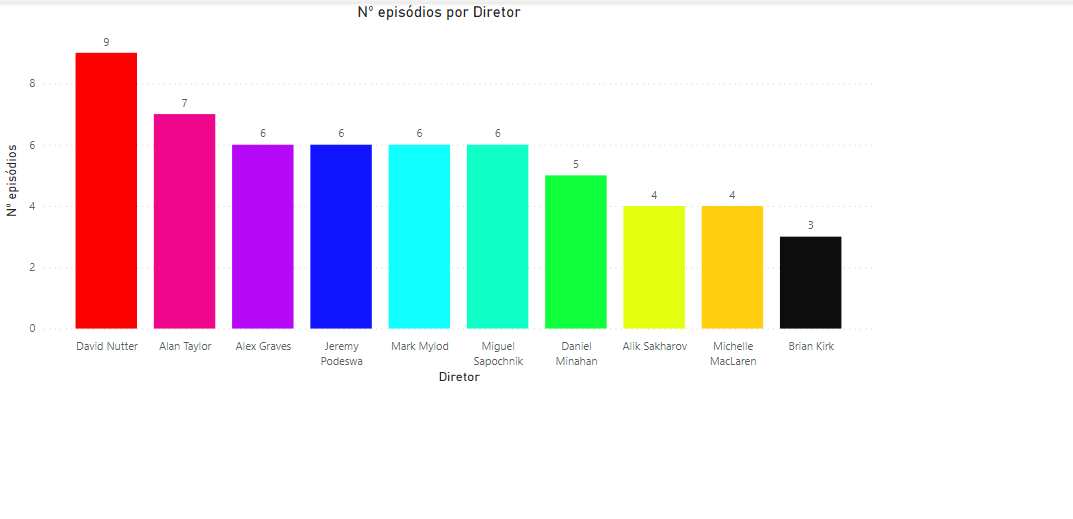 Nº episódios por Diretor
Nº episódios
8
6
4
2
0
9
7
6
6
6
6
5
4
4
3
David Nutter
Alan Taylor
Alex Graves
Jeremy
Podeswa
Mark Mylod
Miguel
Sapochnik
Daniel
Minahan
Alik Sakharov
Michelle
MacLaren
Brian Kirk
Diretor